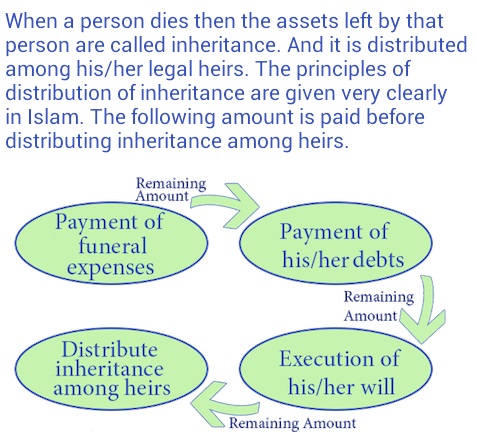 When a person dies then the assets left by that
person are called inheritance. And it is distributed
among his/her legal heirs. The principles of
distribution of inheritance are given very clearly
in Islam. The following amount is paid before
distributing inheritance among heirs.
Remaining
Amount
Payment of
funeral
expenses
Payment of
his/her debts
Remaining
Amount
Execution of
his/her will
Remaining Amount
Distribute
inheritance
among heirs